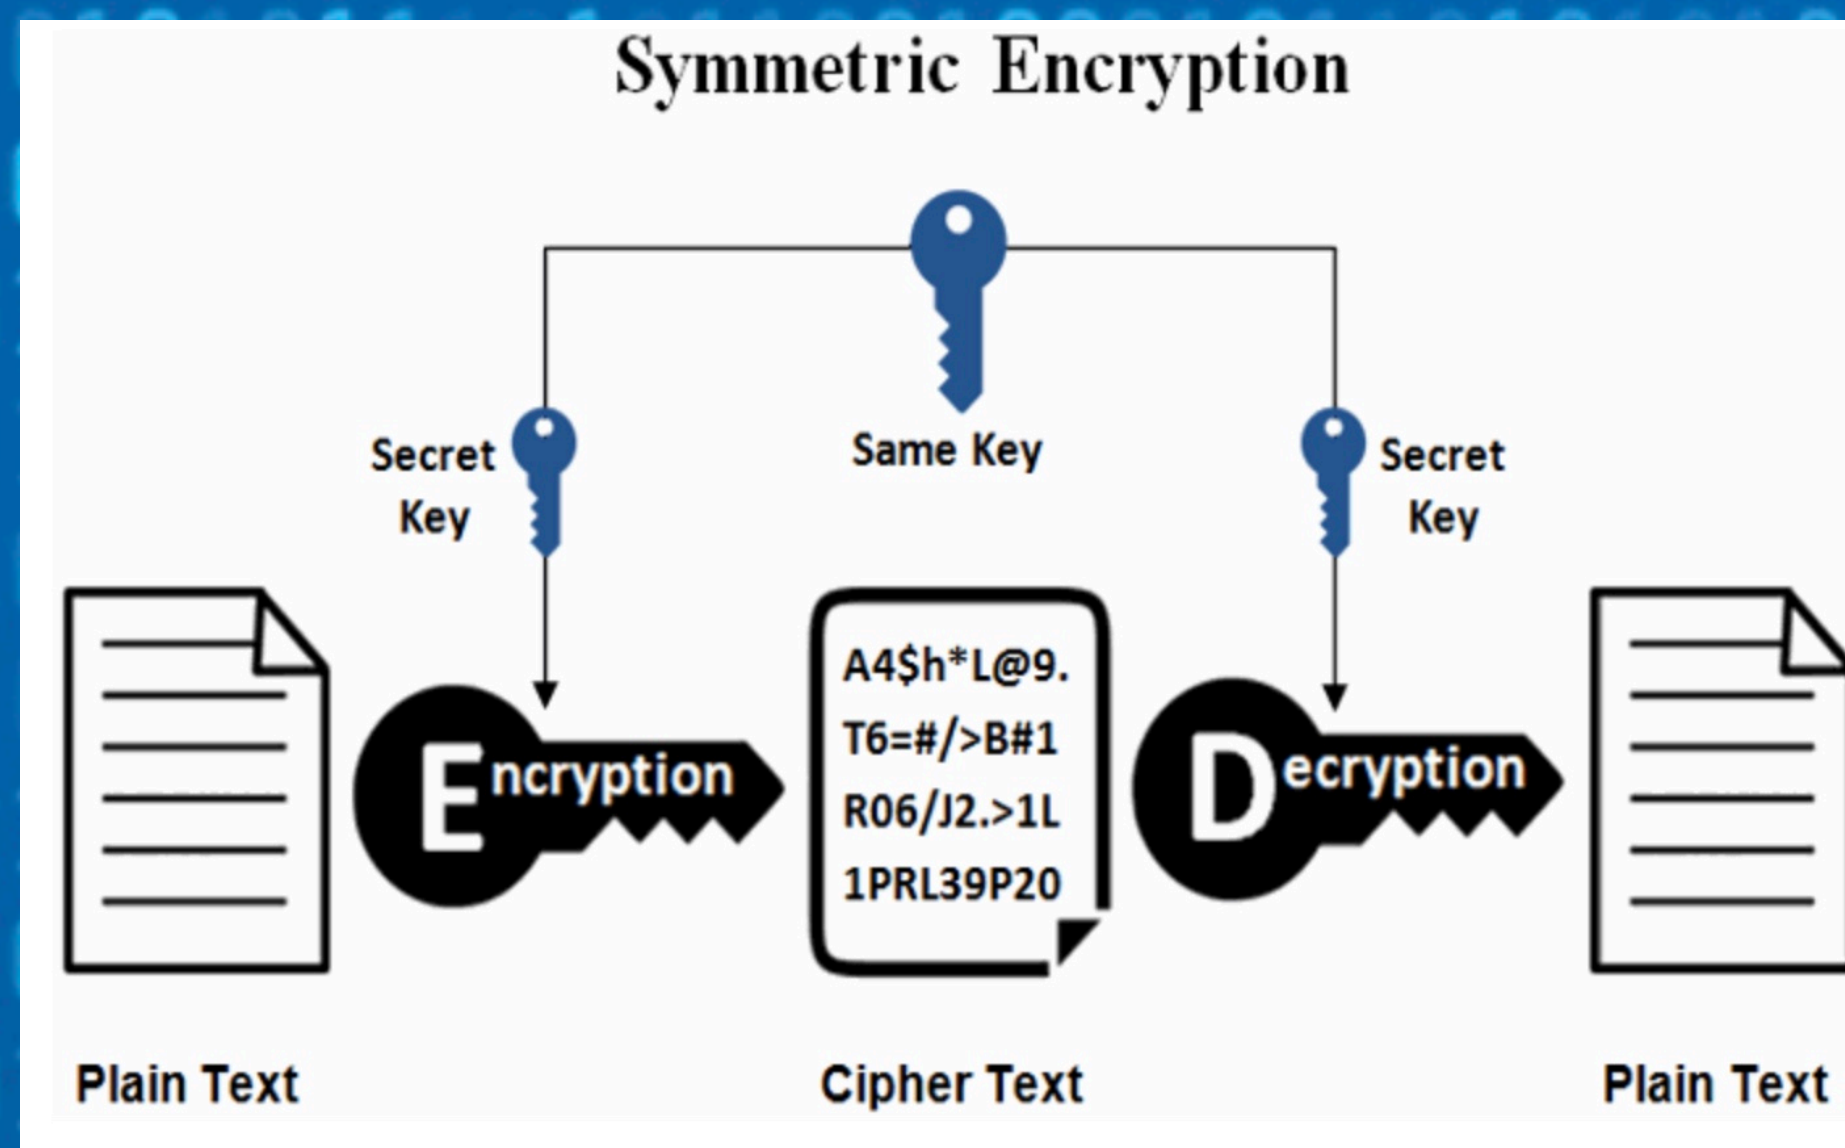 Symmetric Encryption
Same Key
Secret
Key
Secret
Key
Encryption
A4$h*L@9.
T6=#/>B#1
R06/J2.>1L
1PRL39P20
Decryption
Plain Text
Cipher Text
Plain Text